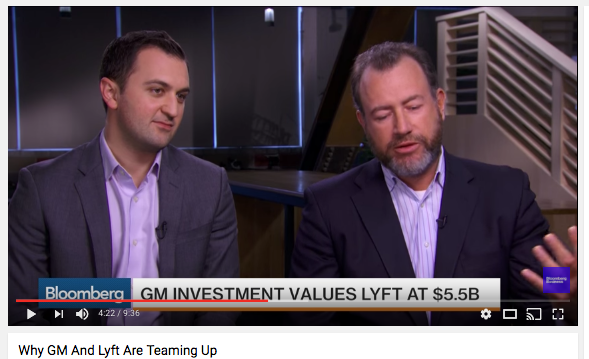 Bloomberg GM INVESTMENT VALUES LYFT AT $5.5B
4:22 / 9:36
Why GM And Lyft Are Teaming Up